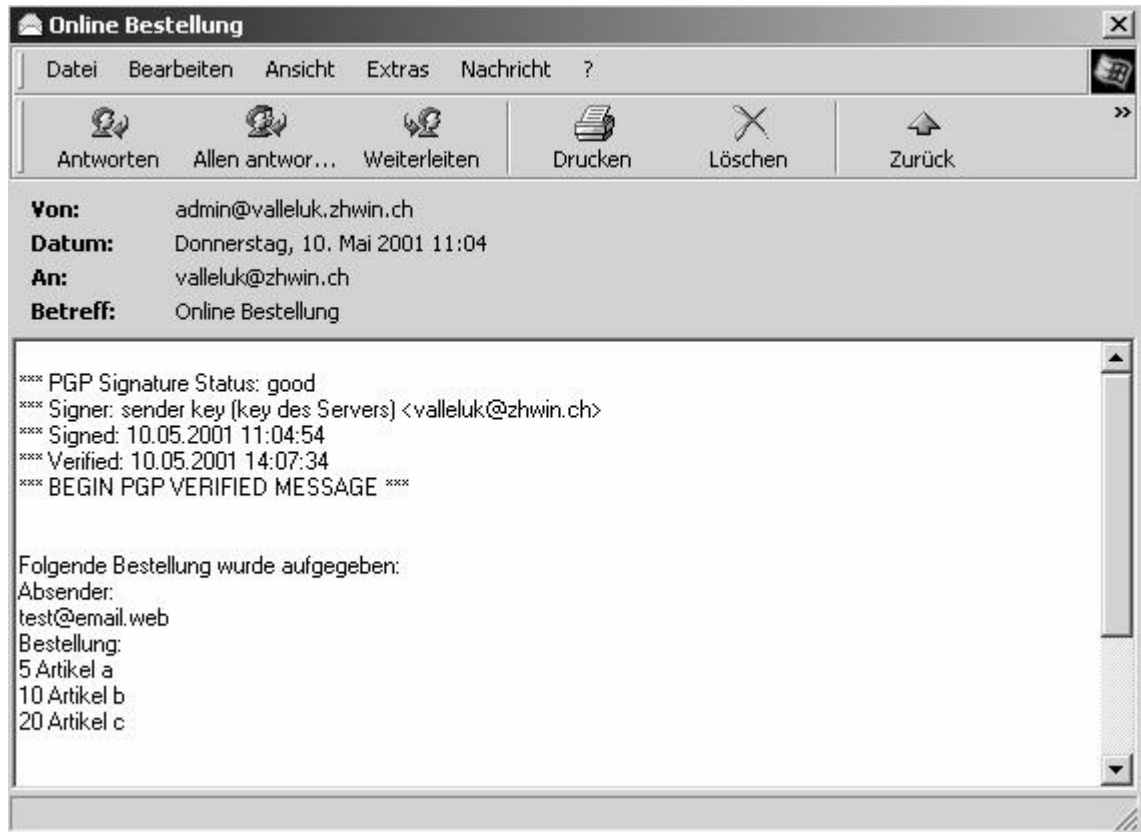 Online Bestellung
Datei Bearbeiten Ansicht Extras Nachricht ?
Antworten Allen antwor... Weiterleiten Drucken Löschen Zurück
Von: admin@valleluk.zhwin.ch
Datum: Donnerstag, 10. Mai 2001 11:04
An: valleluk@zhwin.ch
Betreff: Online Bestellung
*** PGP Signature Status: good
*** Signer: sender key (key des Servers) <valleluk@zhwin.ch>
*** Signed: 10.05.2001 11:04:54
*** Verified: 10.05.2001 14:07:34
*** BEGIN PGP VERIFIED MESSAGE ***
Folgende Bestellung wurde aufgegeben:
Absender:
test@email.web
Bestellung:
5 Artikel a
10 Artikel b
20 Artikel c